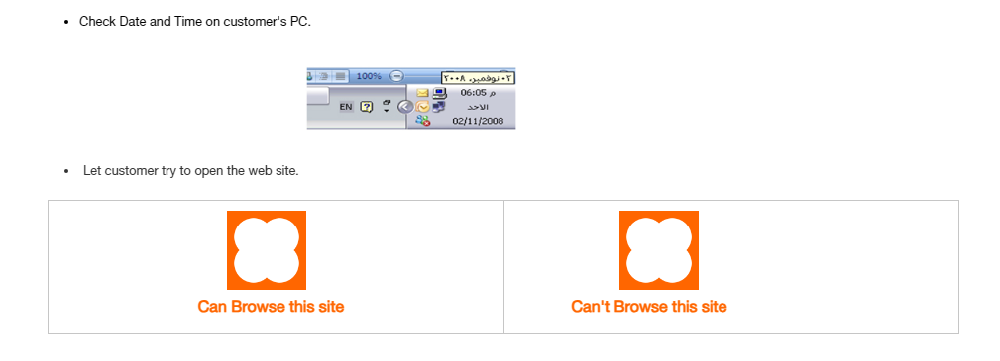 Check Date and Time on customer's PC.
100%
٠٢ نوفمبر، ٢٠٠٨
06:05 م
EN
الاحد
02/11/2008
Let customer try to open the web site.
Can Browse this site
Can't Browse this site